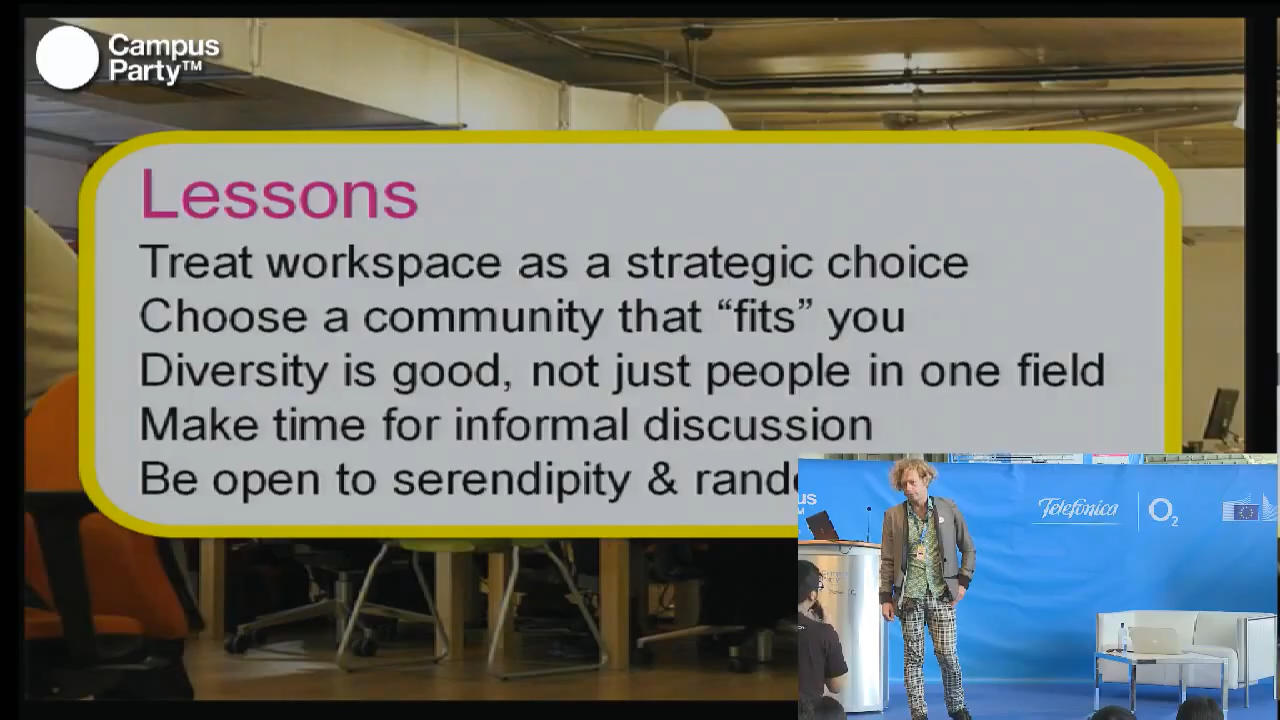 Campus
Party™
Lessons
Treat workspace as a strategic choice
Choose a community that “fits” you
Diversity is good, not just people in one field
Make time for informal discussion
Be open to serendipity &
Telefónica
O2